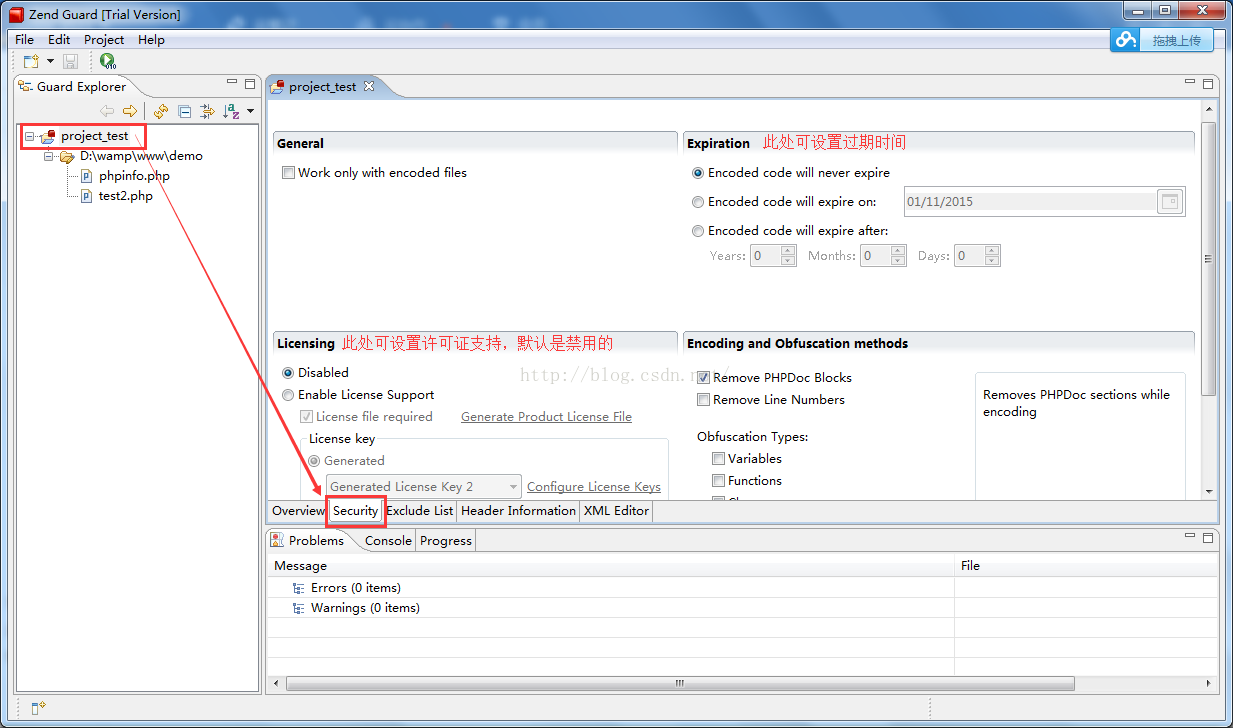 Zend Guard [Trial Version]
File Edit Project Help
拖拽上传
010
Guard Explorer
project_test
D:\wamp\www\demo
phpinfo.php
test2.php
project_test
General
Work only with encoded files
Expiration 此处可设置过期时间
Encoded code will never expire
Encoded code will expire on: 01/11/2015
Encoded code will expire after:
Years: 0 Months: 0 Days: 0
Licensing 此处可设置许可证支持，默认是禁用的
Disabled
Enable License Support
License file required Generate Product License File
License key
Generated
Generated License Key 2 Configure License Keys
Encoding and Obfuscation methods
http://blog.csdn.n
Remove PHPDoc Blocks
Remove Line Numbers
Removes PHPDoc sections while
encoding
Obfuscation Types:
Variables
Functions
Overview Security Exclude List Header Information XML Editor
Problems Console Progress
Message File
Errors (0 items)
Warnings (0 items)